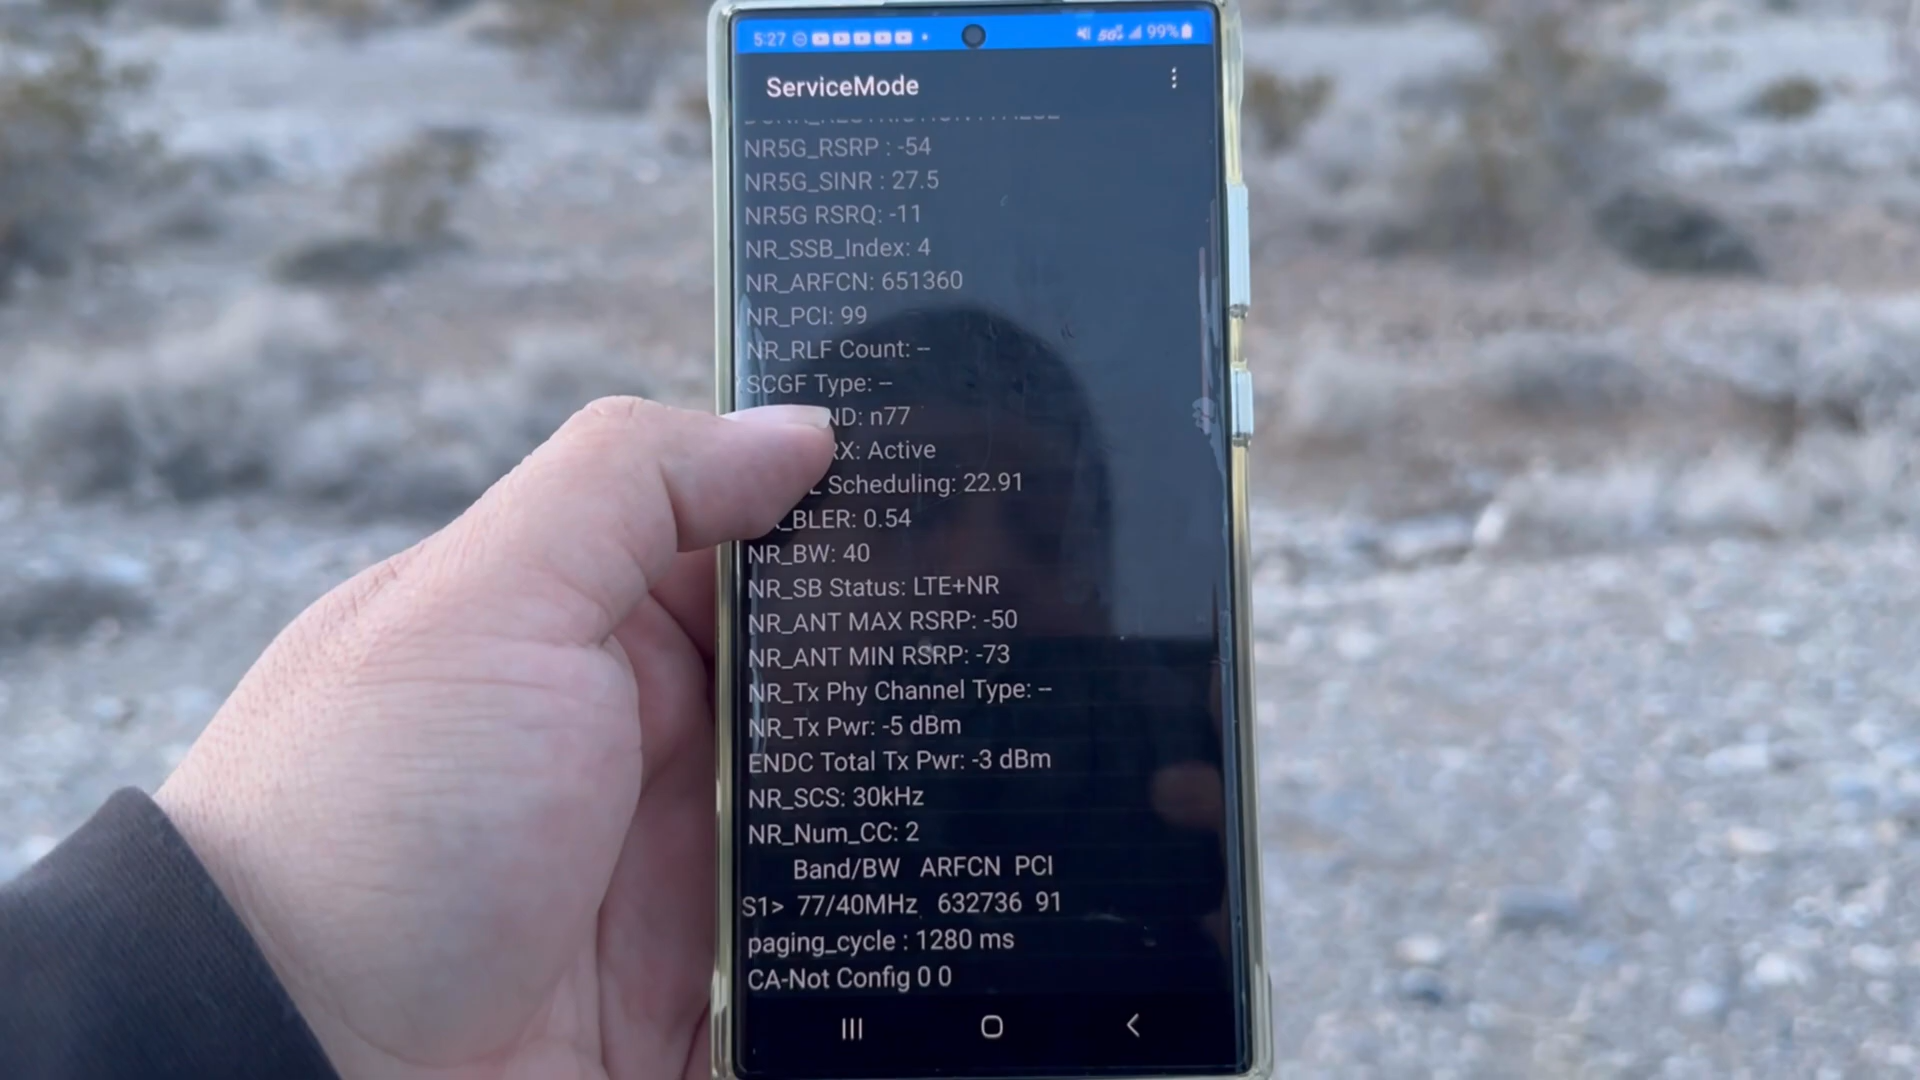 5:27 5G 99%
ServiceMode
NR5G_RSRP : -54
NR5G_SINR : 27.5
NR5G RSRQ: -11
NR_SSB_Index: 4
NR_ARFCN: 651360
NR_PCI: 99
NR_RLF Count: --
SCGF Type: --
ND: n77
RX: Active
L Scheduling: 22.91
_BLER: 0.54
NR_BW: 40
NR_SB Status: LTE+NR
NR_ANT MAX RSRP: -50
NR_ANT MIN RSRP: -73
NR_Tx Phy Channel Type: --
NR_Tx Pwr: -5 dBm
ENDC Total Tx Pwr: -3 dBm
NR_SCS: 30kHz
NR_Num_CC: 2
Band/BW ARFCN PCI
S1> 77/40MHz 632736 91
paging_cycle : 1280 ms
CA-Not Config 0 0